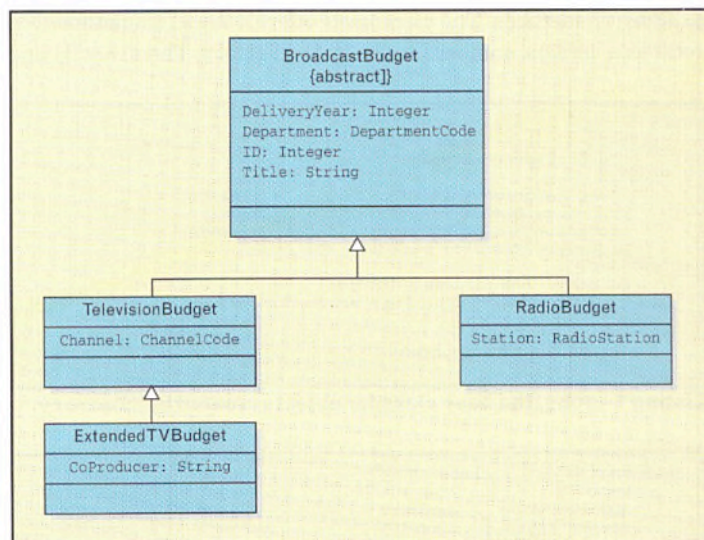 BroadcastBudget
{abstract]}
DeliveryYear: Integer
Department: DepartmentCode
ID: Integer
Title: String
TelevisionBudget
Channel: ChannelCode
RadioBudget
Station: RadioStation
ExtendedTVBudget
CoProducer: String